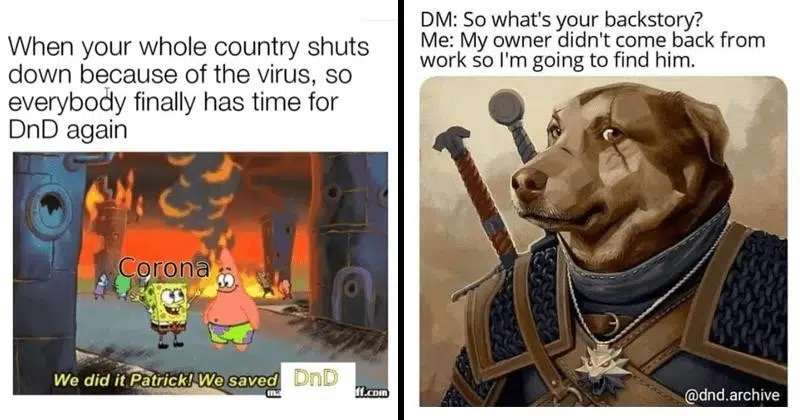 When your whole country shuts
down because of the virus, so
everybody finally has time for
DnD again
Corona
We did it Patrick! We saved DnD
ff.com
DM: So what's your backstory?
Me: My owner didn't come back from
work so I'm going to find him.
@dnd.archive